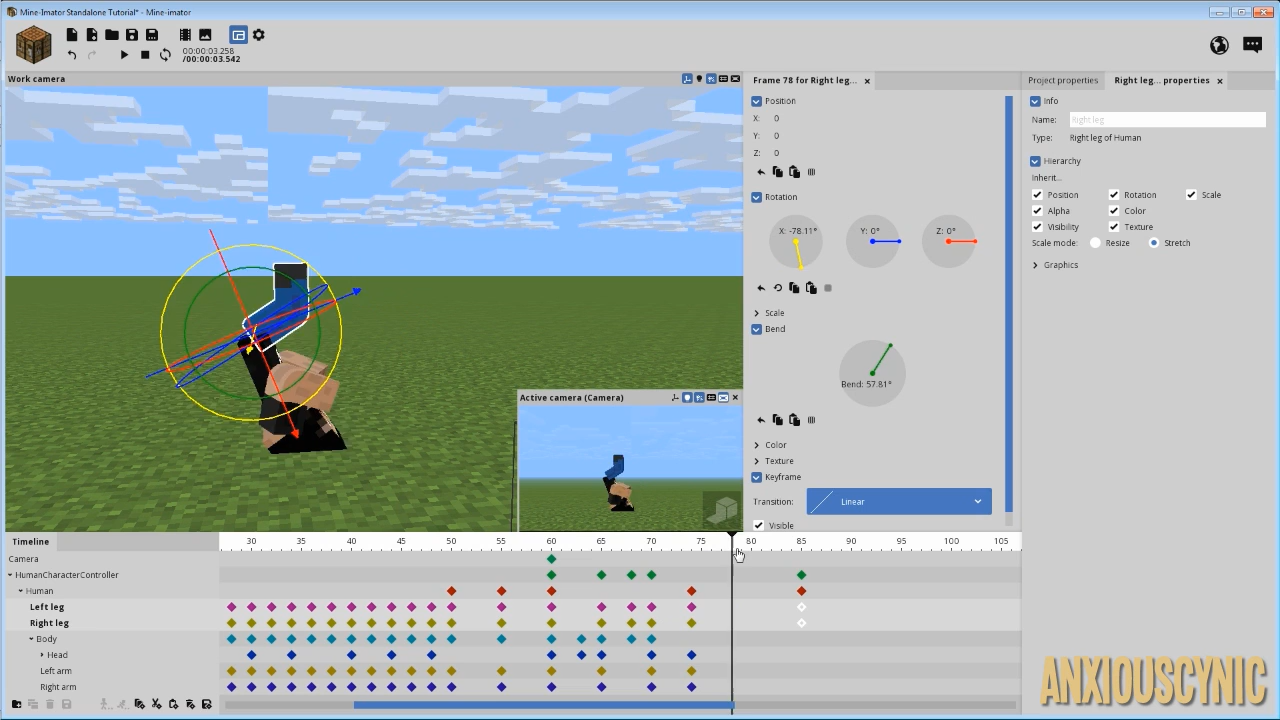 Mine-Imator Standalone Tutorial* - Mine-imator
00:00:03.258
/00:00:03.542
Work camera
Frame 78 for Right leg...
Position
X: 0
Y: 0
Z: 0
Rotation
X: -78.11° Y: 0° Z: 0°
Scale
Bend
Bend: 57.81°
Color
Texture
Keyframe
Transition: Linear
Visible
Project properties Right leg... properties
Info
Name: Right leg
Type: Right leg of Human
Hierarchy
Inherit...
Position Rotation Scale
Alpha Color
Visibility Texture
Scale mode: Resize Stretch
Graphics
Active camera (Camera)
Timeline
30 35 40 45 50 55 60 65 70 75 80 85 90 95 100 105
Camera
HumanCharacterController
Human
Left leg
Right leg
Body
Head
Left arm
Right arm
ANXIOUSCYNIC